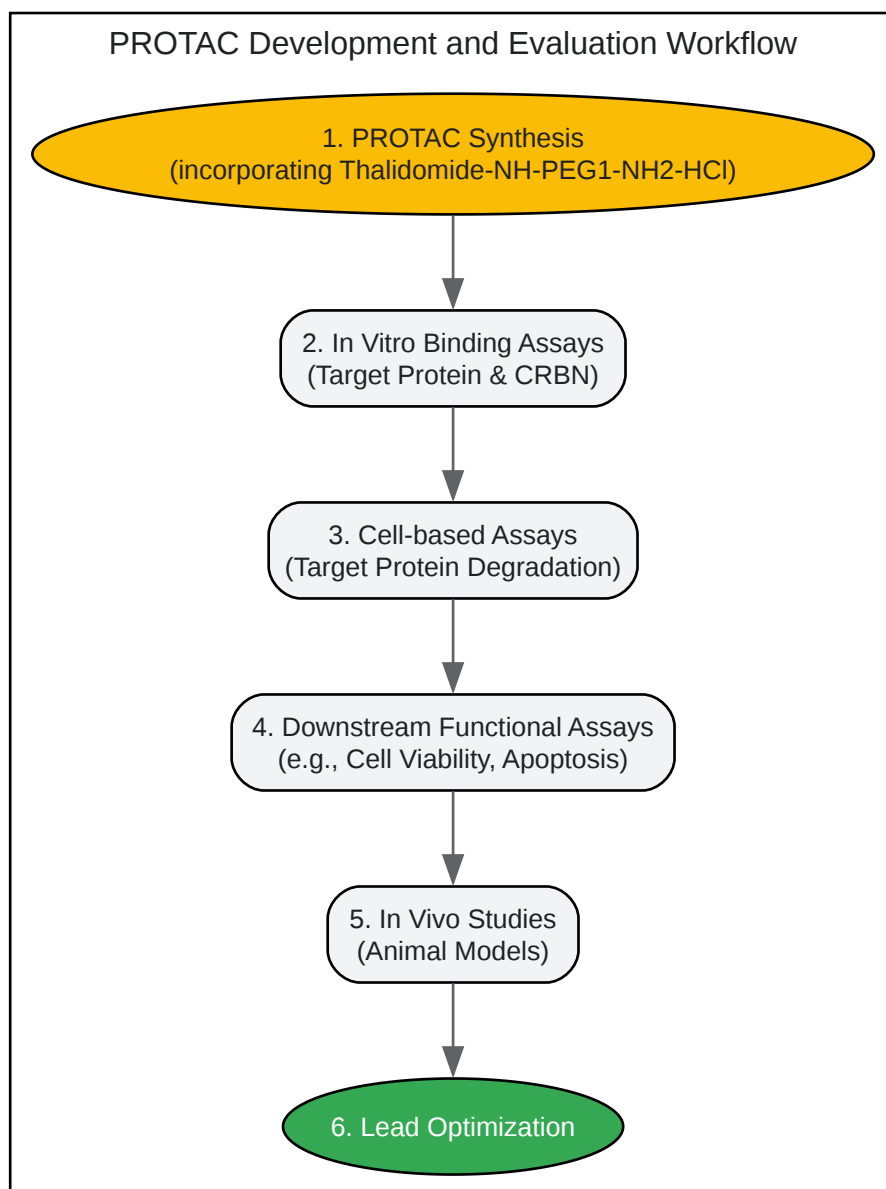 PROTAC Development and Evaluation Workflow
1. PROTAC Synthesis
(incorporating Thalidomide-NH-PEG1-NH2-HCl)
2. In Vitro Binding Assays
(Target Protein & CRBN)
3. Cell-based Assays
(Target Protein Degradation)
4. Downstream Functional Assays
(e.g., Cell Viability, Apoptosis)
5. In Vivo Studies
(Animal Models)
6. Lead Optimization